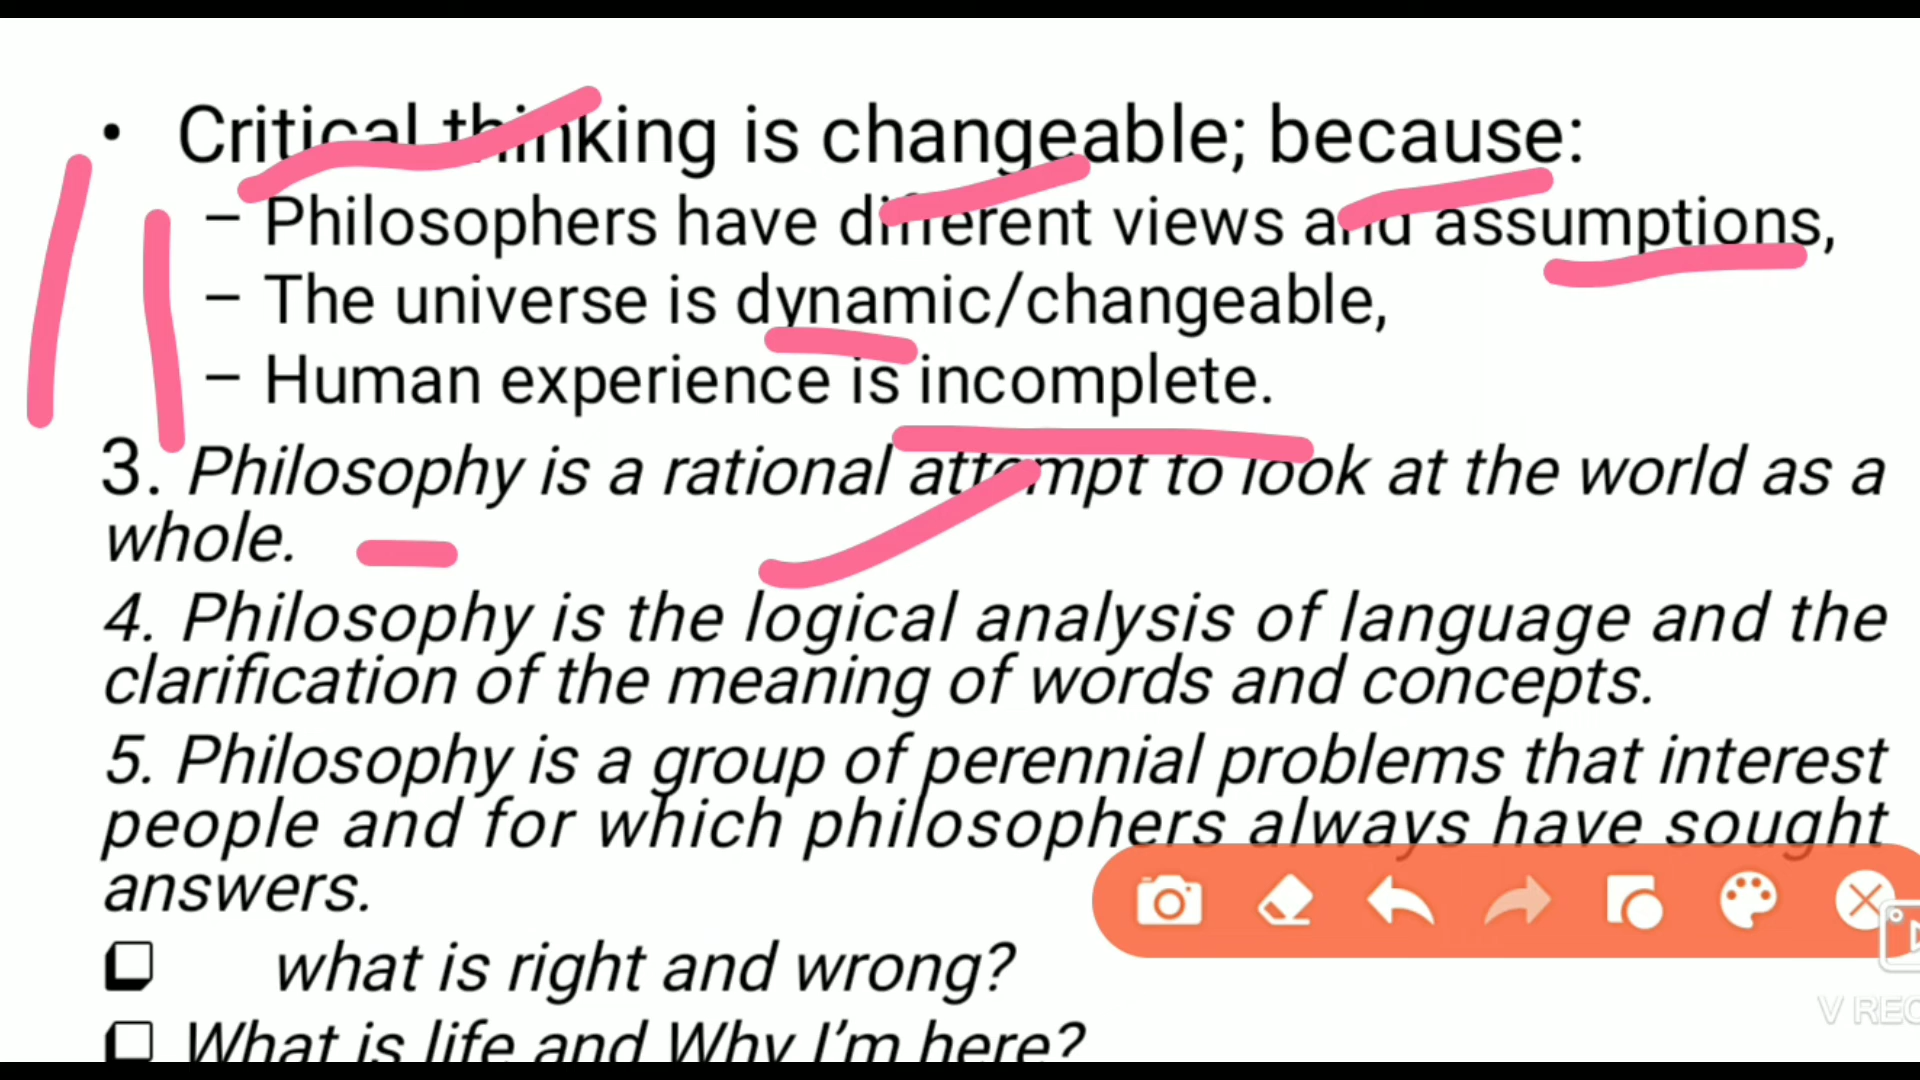 • Critical thinking is changeable; because:
– Philosophers have different views and assumptions,
– The universe is dynamic/changeable,
– Human experience is incomplete.
3. Philosophy is a rational attempt to look at the world as a
whole.
4. Philosophy is the logical analysis of language and the
clarification of the meaning of words and concepts.
5. Philosophy is a group of perennial problems that interest
people and for which philosophers always have sought
answers.
❑ what is right and wrong?
❑ What is life and Why I’m here?
V REC